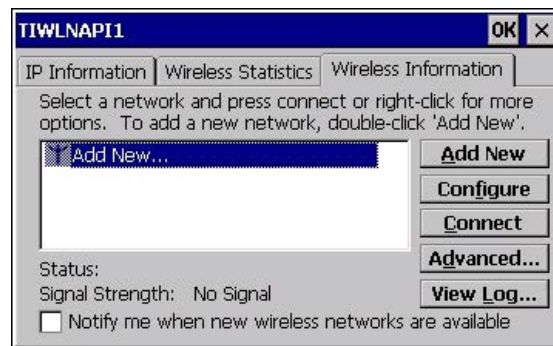 TIWLNAPI1 OK ×
IP Information Wireless Statistics Wireless Information
Select a network and press connect or right-click for more
options. To add a new network, double-click 'Add New'.
Add New...
Add New
Configure
Connect
Advanced...
Status:
Signal Strength: No Signal
View Log...
Notify me when new wireless networks are available